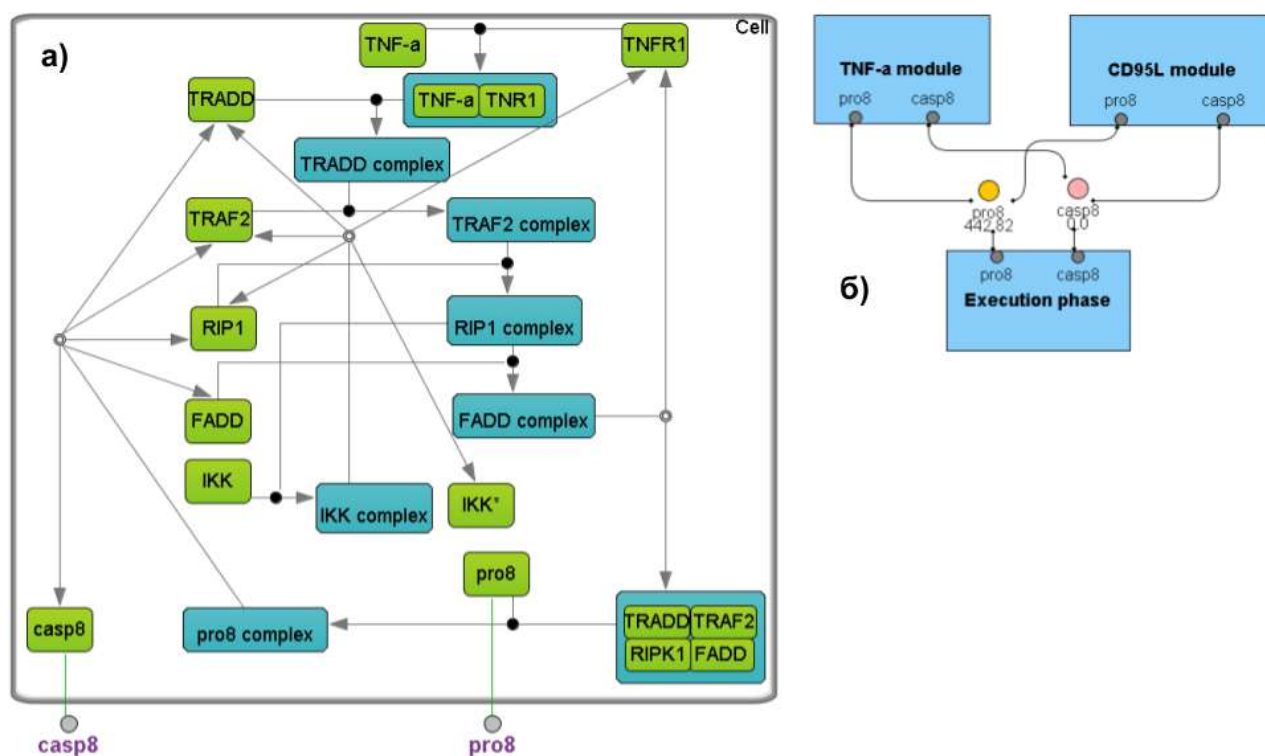 а)
Cell
TNF-a
TNFR1
TRADD
TNF-a TNR1
TRADD complex
TRAF2
TRAF2 complex
RIP1
RIP1 complex
FADD
FADD complex
IKK
IKK complex
IKK*
pro8
casp8
pro8 complex
TRADD TRAF2
RIPK1 FADD
casp8
pro8
б)
TNF-a module
pro8 casp8
CD95L module
pro8 casp8
pro8
442.82
casp8
0.0
pro8 casp8
Execution phase